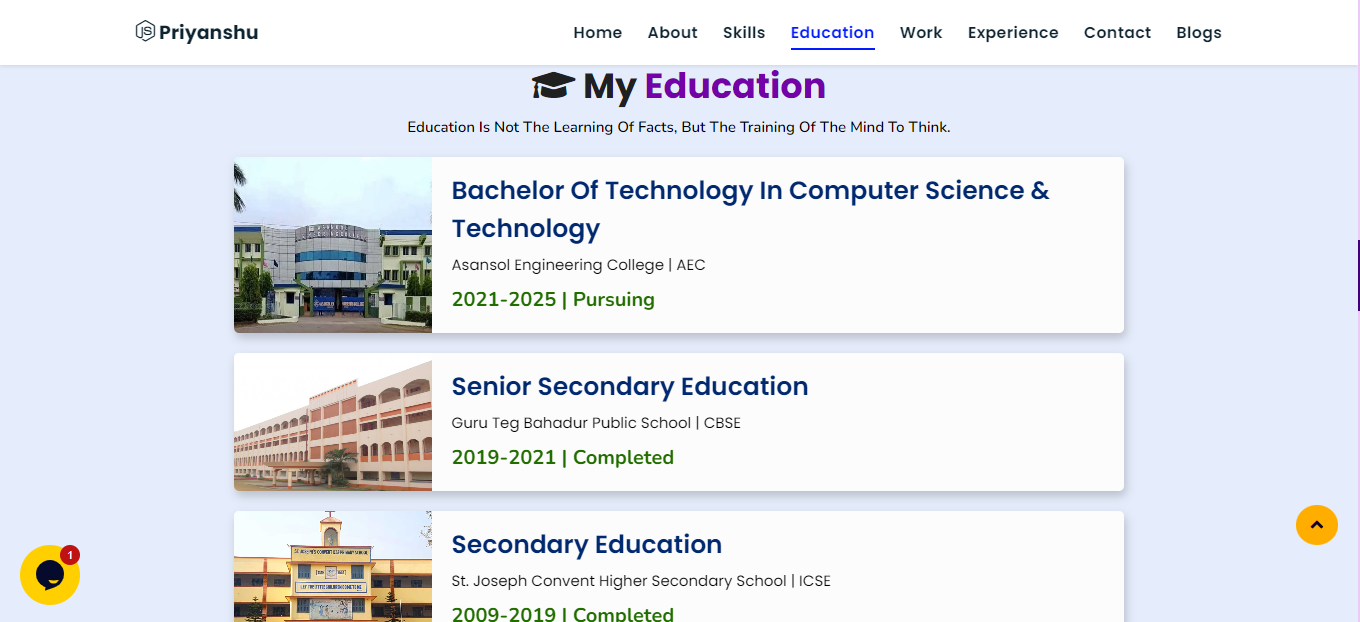 JS Priyanshu
Home About Skills Education Work Experience Contact Blogs
My Education
Education Is Not The Learning Of Facts, But The Training Of The Mind To Think.
Bachelor Of Technology In Computer Science &
Technology
Asansol Engineering College | AEC
2021-2025 | Pursuing
Senior Secondary Education
Guru Teg Bahadur Public School | CBSE
2019-2021 | Completed
Secondary Education
St. Joseph Convent Higher Secondary School | ICSE
2009-2019 | Completed
1